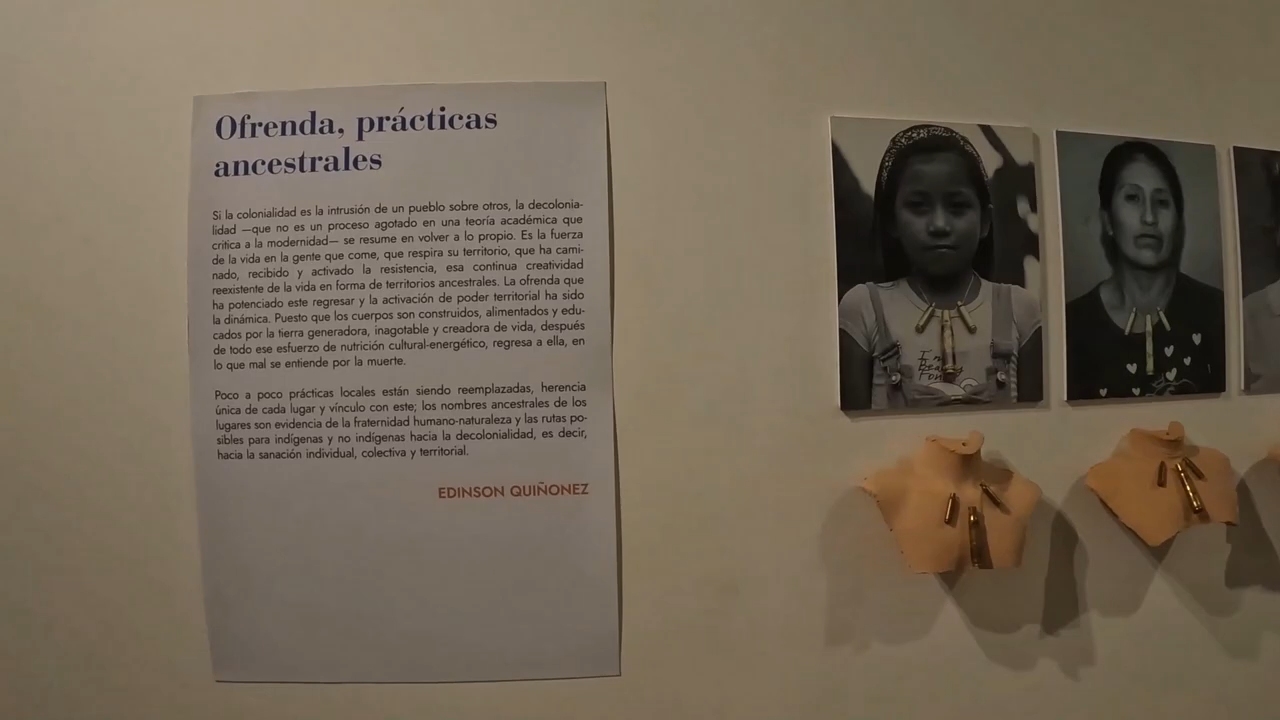 Ofrenda, prácticas
ancestrales
Si la colonialidad es la intrusión de un pueblo sobre otros, la decolonia-
lidad —que no es un proceso agotado en una teoría académica que
critica a la modernidad— se resume en volver a lo propio. Es la fuerza
de la vida en la gente que come, que respira su territorio, que ha cami-
nado, recibido y activado la resistencia, esa continua creatividad
reexistente de la vida en forma de territorios ancestrales. La ofrenda que
ha potenciado este regresar y la activación de poder territorial ha sido
la dinámica. Puesto que los cuerpos son construidos, alimentados y edu-
cados por la tierra generadora, inagotable y creadora de vida, después
de todo ese esfuerzo de nutrición cultural-energético, regresa a ella, en
lo que mal se entiende por la muerte.
Poco a poco prácticas locales están siendo reemplazadas, herencia
única de cada lugar y vínculo con este; los nombres ancestrales de los
lugares son evidencia de la fraternidad humano-naturaleza y las rutas po-
sibles para indígenas y no indígenas hacia la decolonialidad, es decir,
hacia la sanación individual, colectiva y territorial.
EDINSON QUIÑONEZ